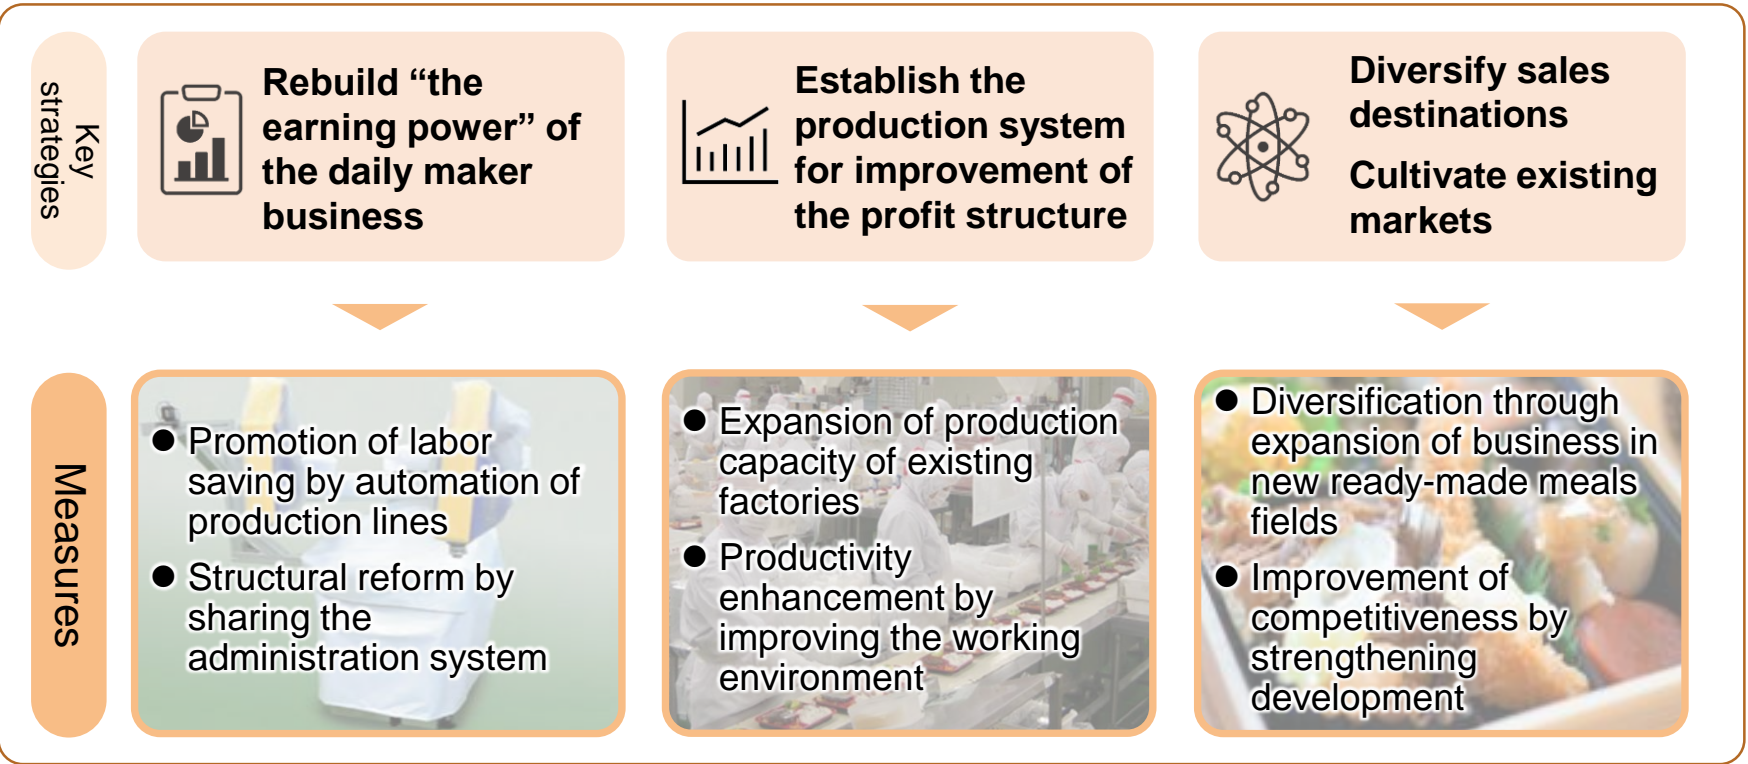 Key
strategies
Rebuild “the
earning power” of
the daily maker
business
Establish the
production system
for improvement of
the profit structure
Diversify sales
destinations
Cultivate existing
markets
Measures
● Promotion of labor
saving by automation of
production lines
● Structural reform by
sharing the
administration system
● Expansion of production
capacity of existing
factories
● Productivity
enhancement by
improving the working
environment
● Diversification through
expansion of business in
new ready-made meals
fields
● Improvement of
competitiveness by
strengthening
development